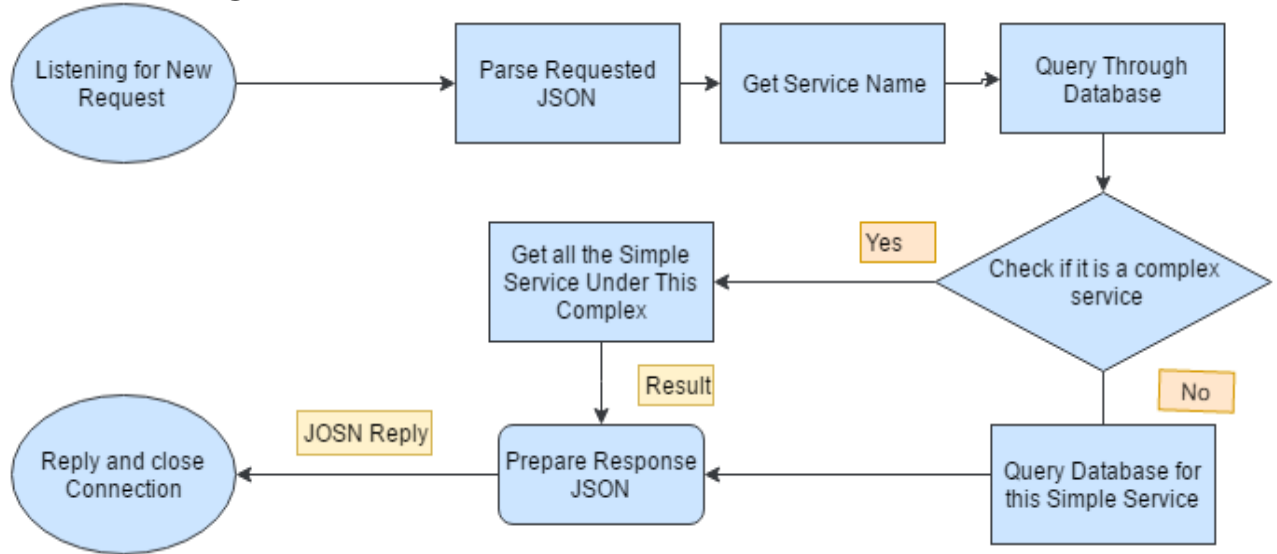 Listening for New
Request
Parse Requested
JSON
Get Service Name
Query Through
Database
Check if it is a complex
service
Yes
Get all the Simple
Service Under This
Complex
Result
No
Query Database for
this Simple Service
Prepare Response
JSON
JOSN Reply
Reply and close
Connection